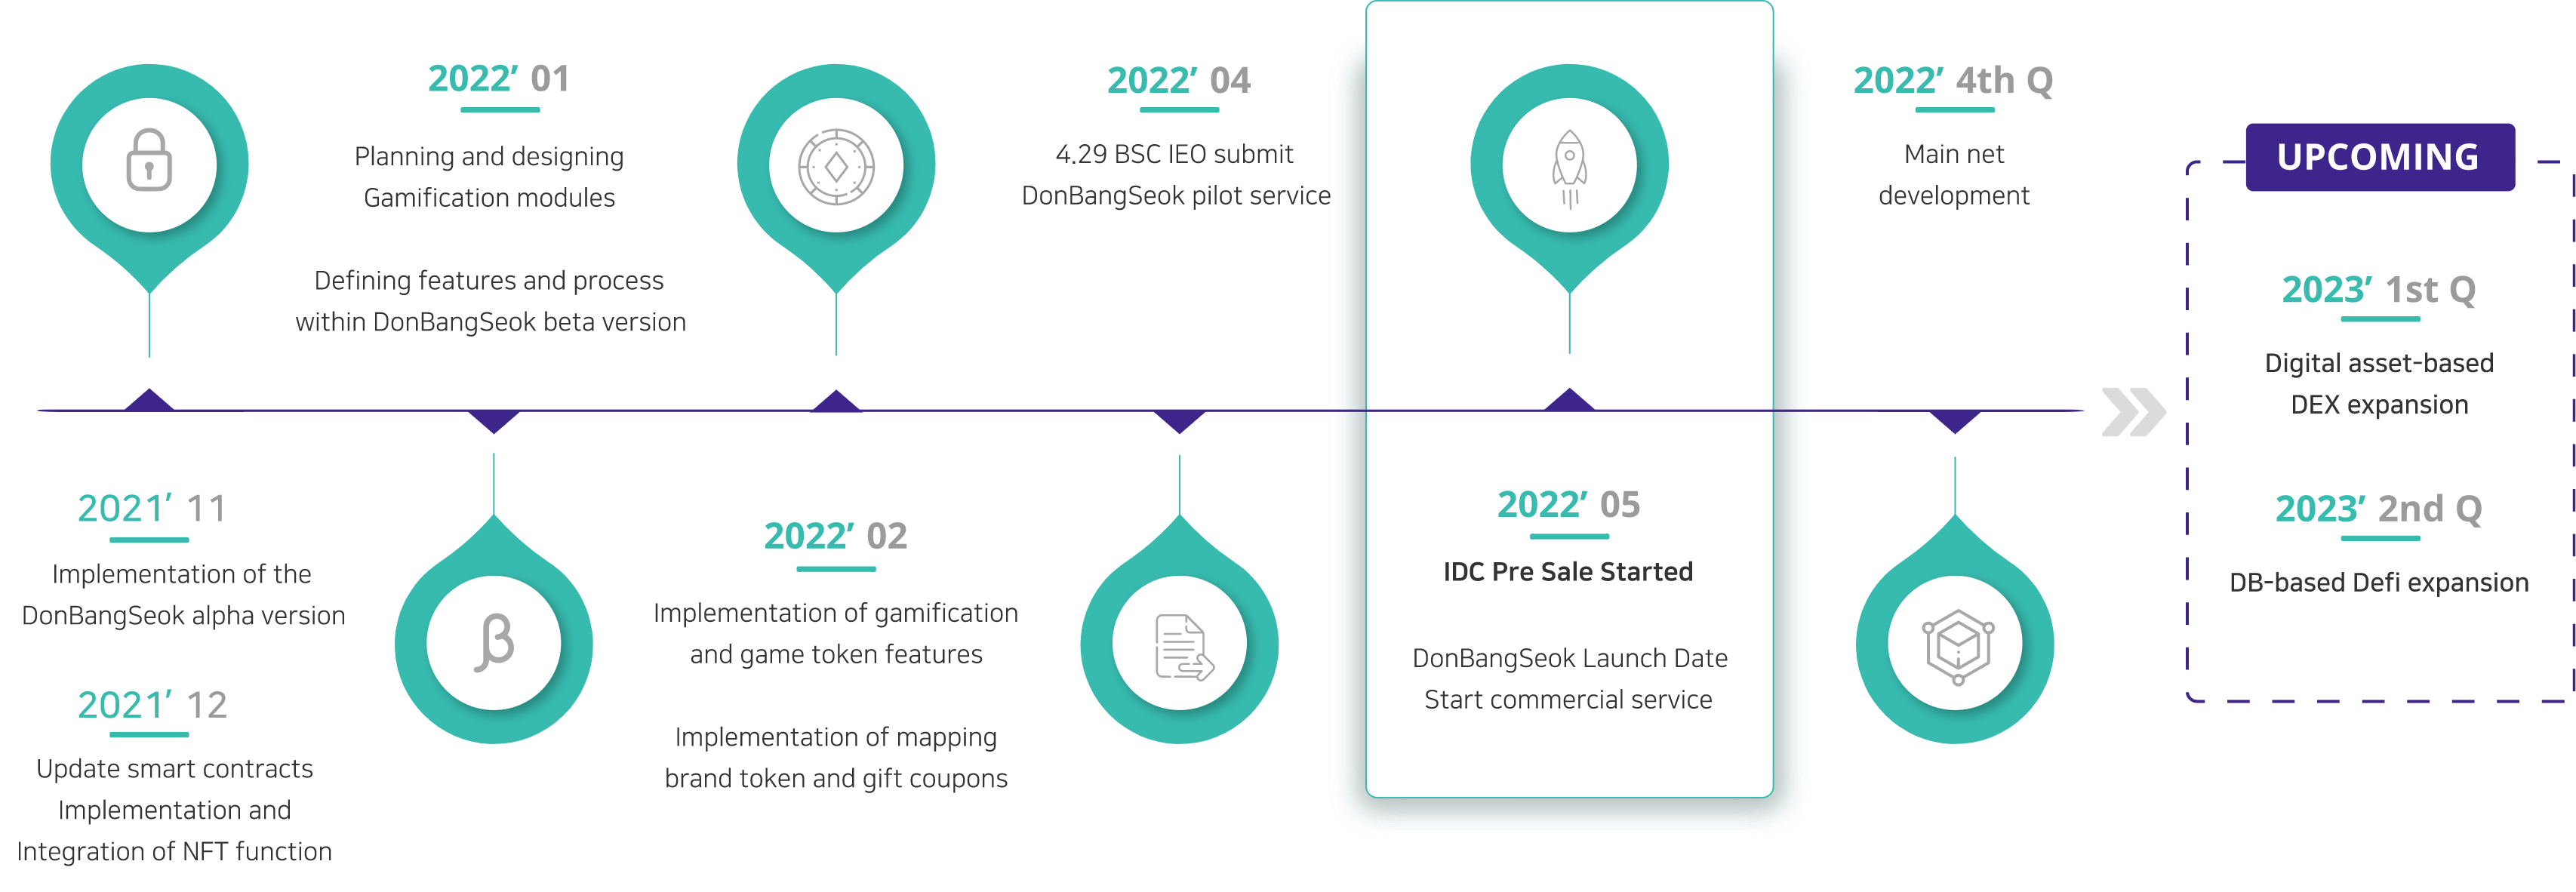 2021’ 11
Implementation of the
DonBangSeok alpha version
2021’ 12
Update smart contracts
Implementation and
Integration of NFT function
2022’ 01
Planning and designing
Gamification modules
Defining features and process
within DonBangSeok beta version
β
2022’ 02
Implementation of gamification
and game token features
Implementation of mapping
brand token and gift coupons
2022’ 04
4.29 BSC IEO submit
DonBangSeok pilot service
2022’ 05
IDC Pre Sale Started
DonBangSeok Launch Date
Start commercial service
2022’ 4th Q
Main net
development
UPCOMING
2023’ 1st Q
Digital asset-based
DEX expansion
2023’ 2nd Q
DB-based Defi expansion